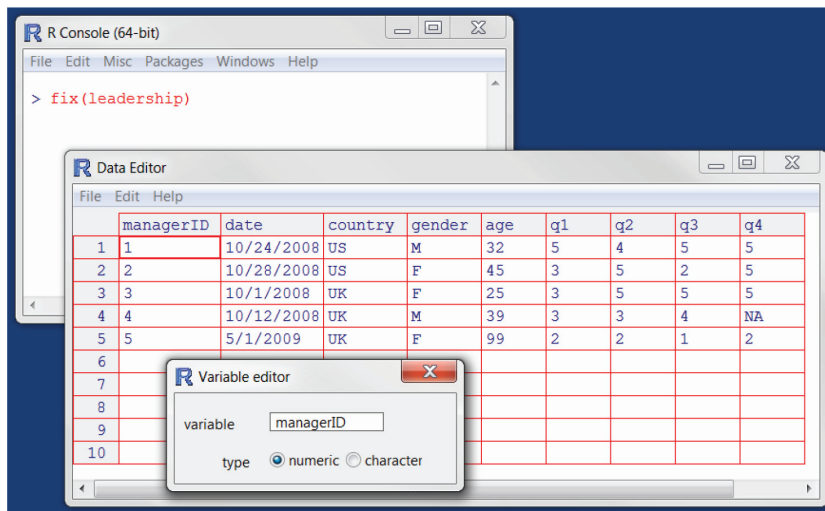 R R Console (64-bit)
File Edit Misc Packages Windows Help
> fix(leadership)
R Data Editor
File Edit Help
managerID date country gender age q1 q2 q3 q4
1 1 10/24/2008 US M 32 5 4 5 5
2 2 10/28/2008 US F 45 3 5 2 5
3 3 10/1/2008 UK F 25 3 5 5 5
4 4 10/12/2008 UK M 39 3 3 4 NA
5 5 5/1/2009 UK F 99 2 2 1 2
6
7
8
9
10
R Variable editor
variable managerID
type numeric character